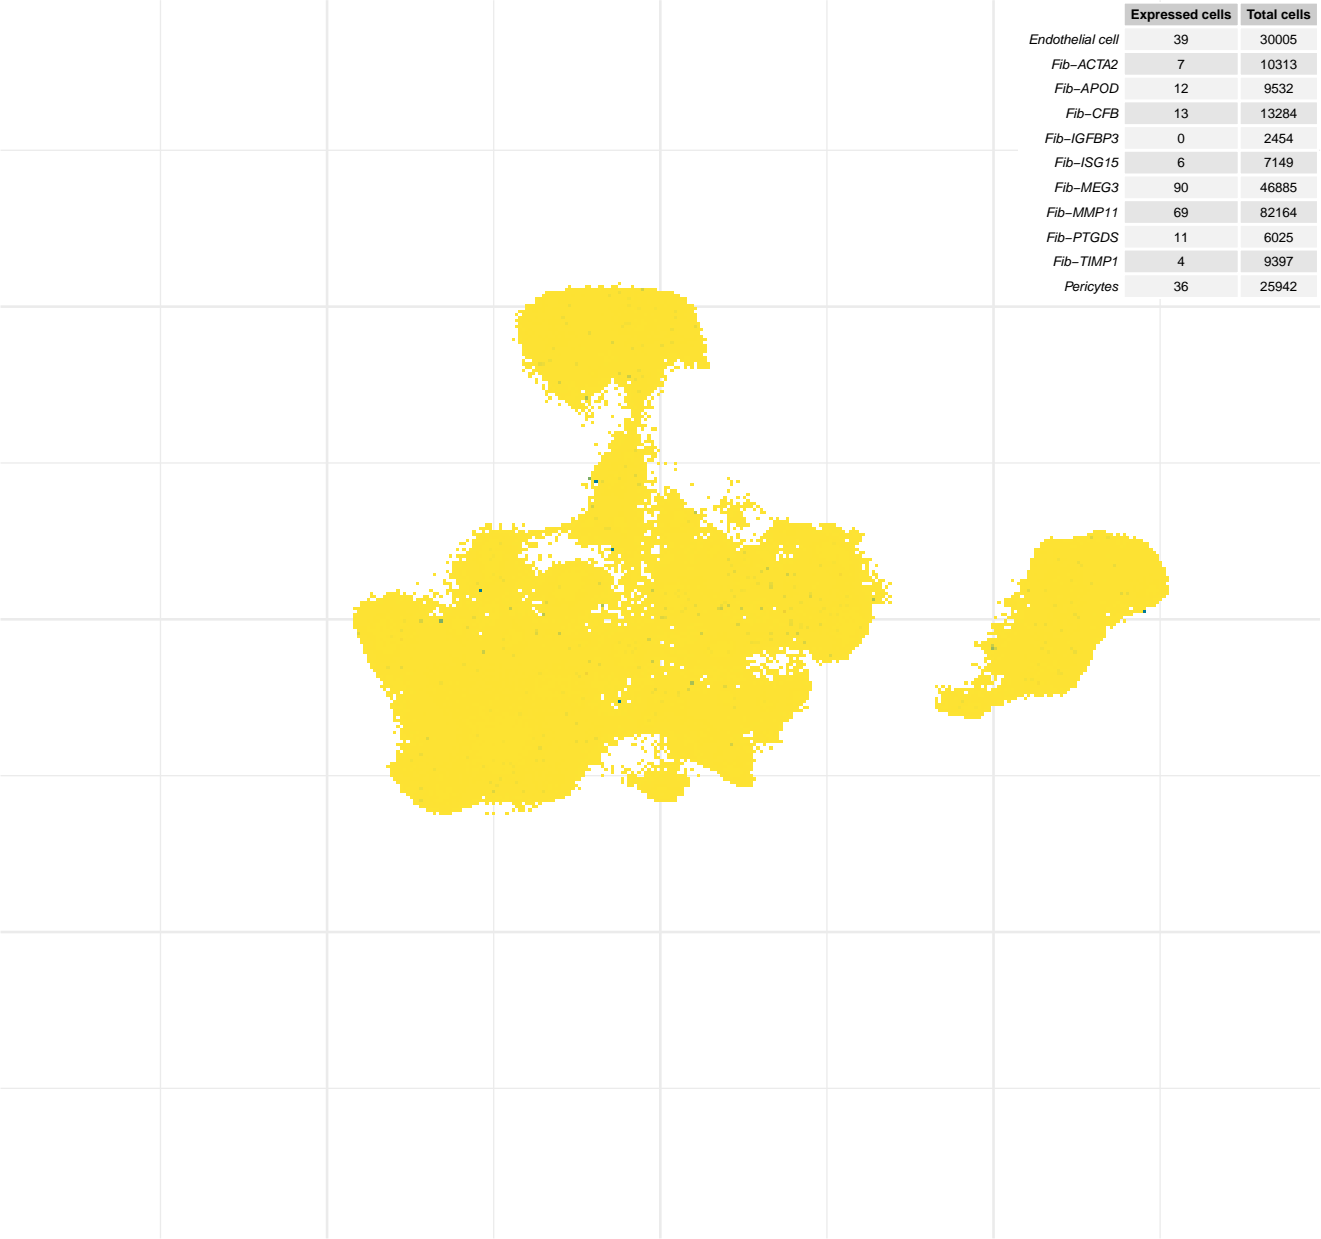 Expressed cells Total cells
Endothelial cell 39 30005
Fib−ACTA2 7 10313
Fib−APOD 12 9532
Fib−CFB 13 13284
Fib−IGFBP3 0 2454
Fib−ISG15 6 7149
Fib−MEG3 90 46885
Fib−MMP11 69 82164
Fib−PTGDS 11 6025
Fib−TIMP1 4 9397
Pericytes 36 25942